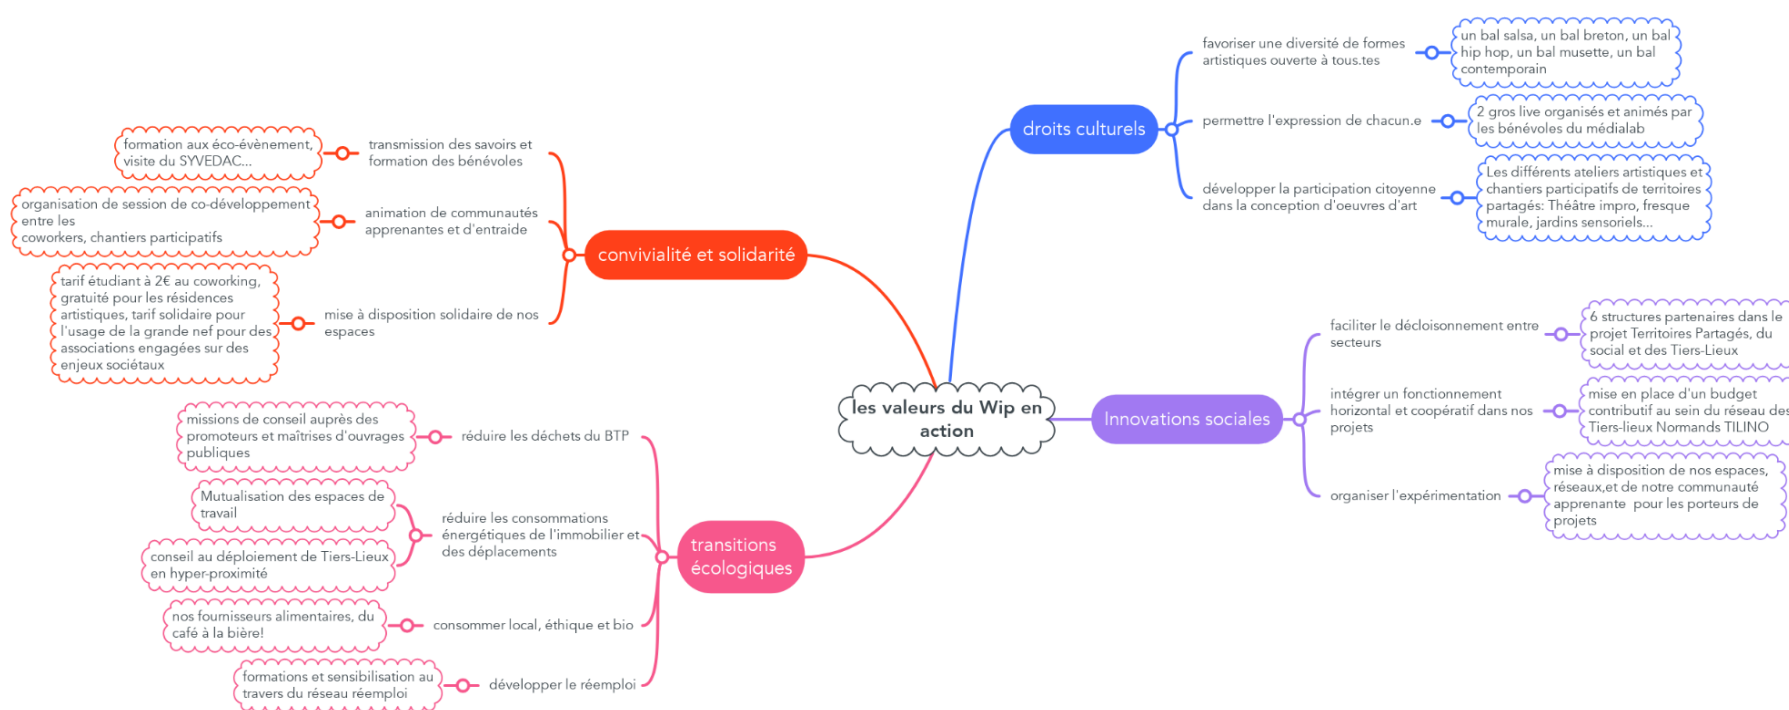 les valeurs du Wip en
action
droits culturels
favoriser une diversité de formes
artistiques ouverte à tous.tes
un bal salsa, un bal breton, un bal
hip hop, un bal musette, un bal
contemporain
permettre l'expression de chacun.e
2 gros live organisés et animés par
les bénévoles du médialab
développer la participation citoyenne
dans la conception d'oeuvres d'art
Les différents ateliers artistiques et
chantiers participatifs de territoires
partagés: Théâtre impro, fresque
murale, jardins sensoriels...
Innovations sociales
faciliter le décloisonnement entre
secteurs
6 structures partenaires dans le
projet Territoires Partagés, du
social et des Tiers-Lieux
intégrer un fonctionnement
horizontal et coopératif dans nos
projets
mise en place d'un budget
contributif au sein du réseau des
Tiers-lieux Normands TILINO
organiser l'expérimentation
mise à disposition de nos espaces,
réseaux,et de notre communauté
apprenante  pour les porteurs de
projets
convivialité et solidarité
transmission des savoirs et
formation des bénévoles
formation aux éco-évènement,
visite du SYVEDAC...
animation de communautés
apprenantes et d'entraide
organisation de session de co-développement
entre les
coworkers, chantiers participatifs
mise à disposition solidaire de nos
espaces
tarif étudiant à 2€ au coworking,
gratuité pour les résidences
artistiques, tarif solidaire pour
l'usage de la grande nef pour des
associations engagées sur des
enjeux sociétaux
transitions
écologiques
réduire les déchets du BTP
missions de conseil auprès des
promoteurs et maîtrises d'ouvrages
publiques
réduire les consommations
énergétiques de l'immobilier et
des déplacements
Mutualisation des espaces de
travail
conseil au déploiement de Tiers-Lieux
en hyper-proximité
consommer local, éthique et bio
nos fournisseurs alimentaires, du
café à la bière!
développer le réemploi
formations et sensibilisation au
travers du réseau réemploi